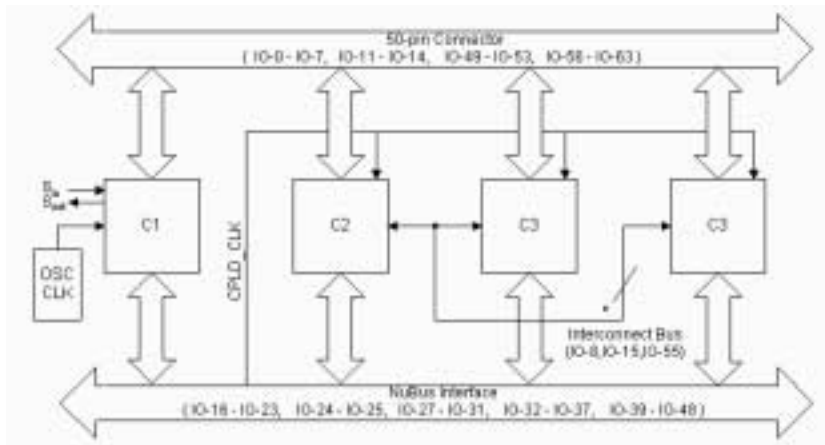 50-pin Connector
( IO-0 - IO-7, IO-11 - IO-14, IO-49 - IO-53, IO-56 - IO-63 )
C1
C2
C3
C3
OSC
CLK
CPLD_CLK
Interconnect Bus
(IO-8,IO-15,IO-55)
NuBus Interface
( IO-16 - IO-23, IO-24 - IO-25, IO-27 - IO-31, IO-32 - IO-37, IO-39 - IO-48 )